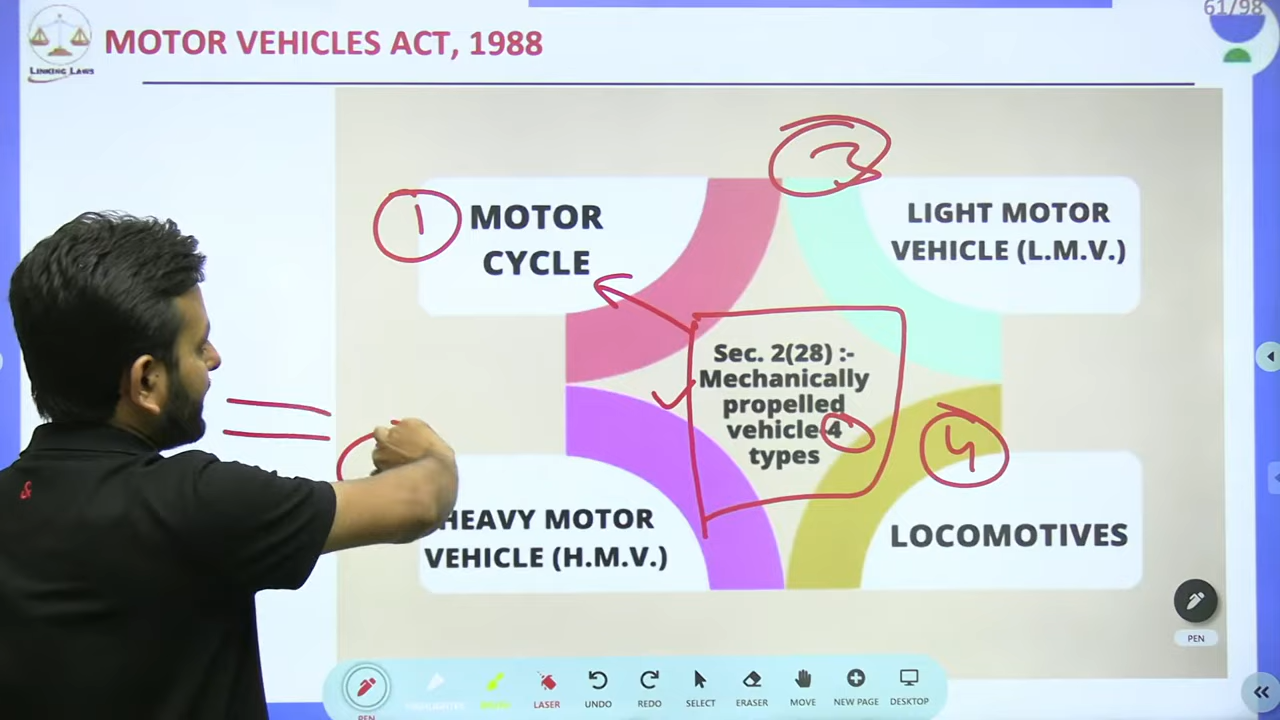 61/98
LINKING LAWS
MOTOR VEHICLES ACT, 1988
3
1
MOTOR
CYCLE
LIGHT MOTOR
VEHICLE (L.M.V.)
Sec. 2(28) :-
Mechanically
propelled
vehicle 4
types
4
HEAVY MOTOR
VEHICLE (H.M.V.)
LOCOMOTIVES
PEN
PEN
HIGHLIGHTER
LASER
UNDO
REDO
SELECT
ERASER
MOVE
NEW PAGE
DESKTOP